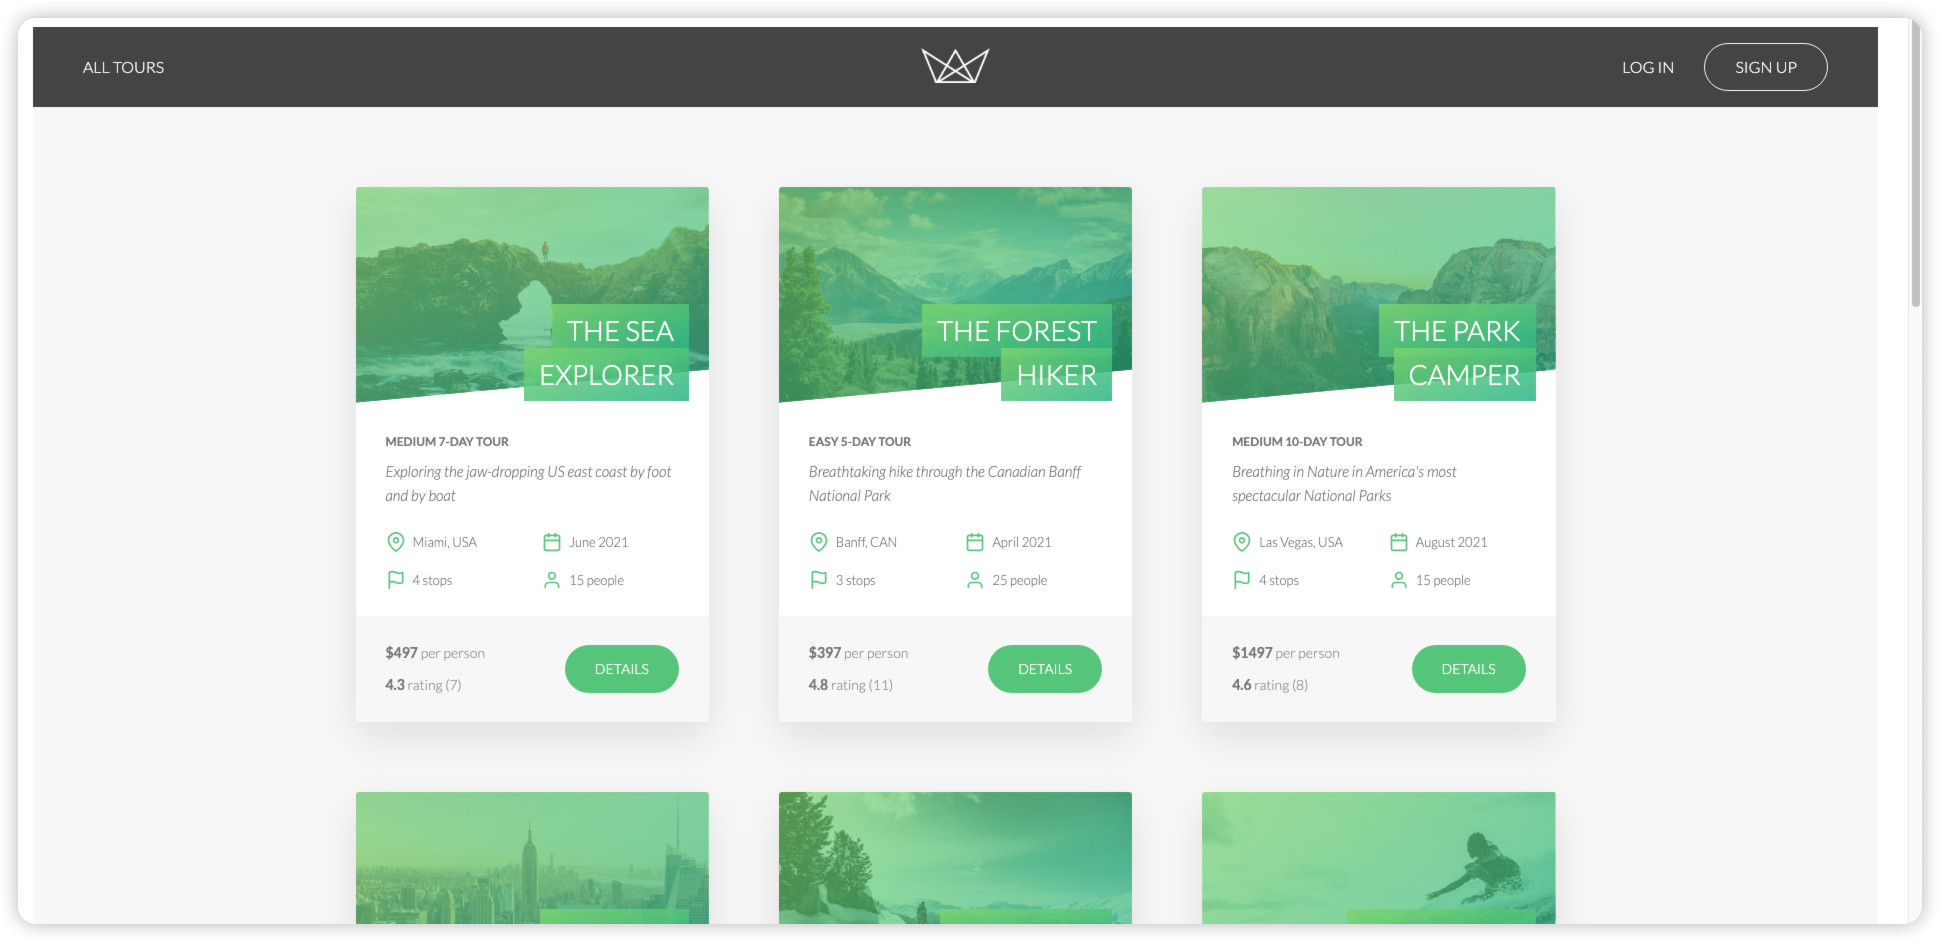 ALL TOURS
LOG IN
SIGN UP
THE SEA
EXPLORER
MEDIUM 7-DAY TOUR
Exploring the jaw-dropping US east coast by foot
and by boat
Miami, USA
June 2021
4 stops
15 people
$497 per person
4.3 rating (7)
DETAILS
THE FOREST
HIKER
EASY 5-DAY TOUR
Breathtaking hike through the Canadian Banff
National Park
Banff, CAN
April 2021
3 stops
25 people
$397 per person
4.8 rating (11)
DETAILS
THE PARK
CAMPER
MEDIUM 10-DAY TOUR
Breathing in Nature in America's most
spectacular National Parks
Las Vegas, USA
August 2021
4 stops
15 people
$1497 per person
4.6 rating (8)
DETAILS